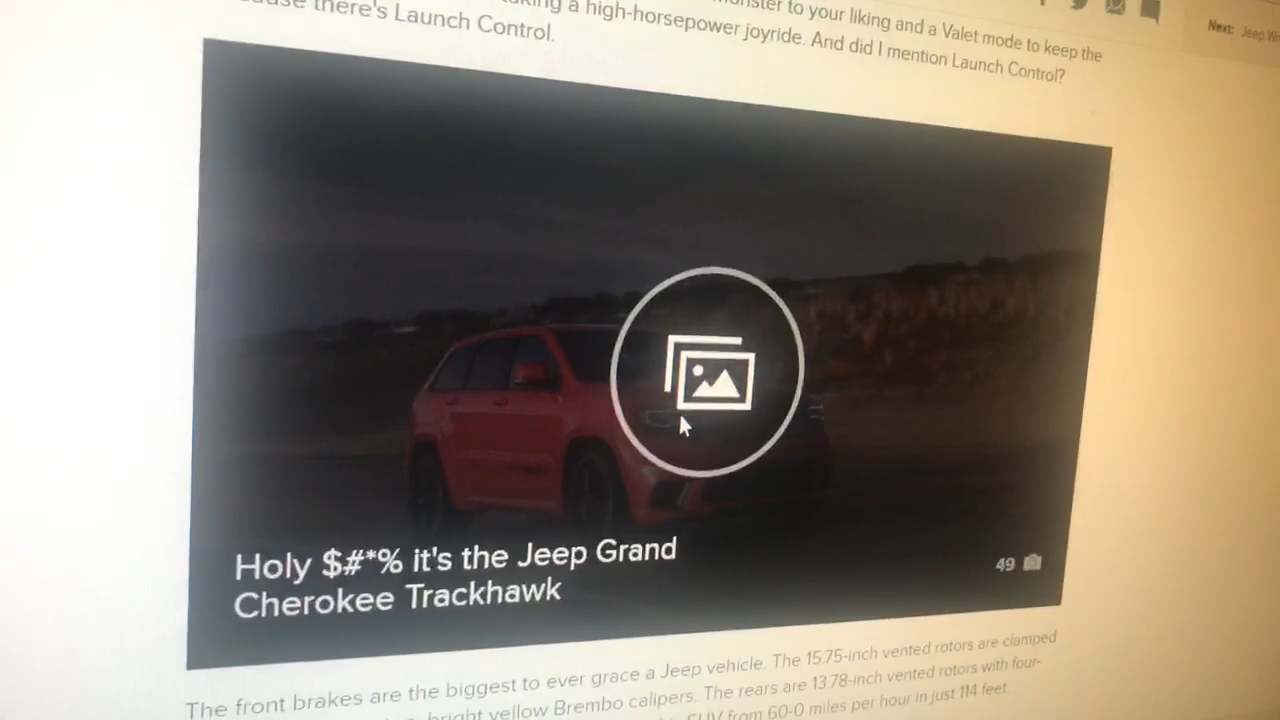 onster to your liking and a Valet mode to keep the
a high-horsepower joyride. And did I mention Launch Control?
there's Launch Control.
Next: Jeep
Holy $#*% it's the Jeep Grand
Cherokee Trackhawk
49
The front brakes are the biggest to ever grace a Jeep vehicle. The 15.75-inch vented rotors are clamped
bright yellow Brembo calipers. The rears are 13.78-inch vented rotors with four-
SUV from 60-0 miles per hour in just 114 feet.